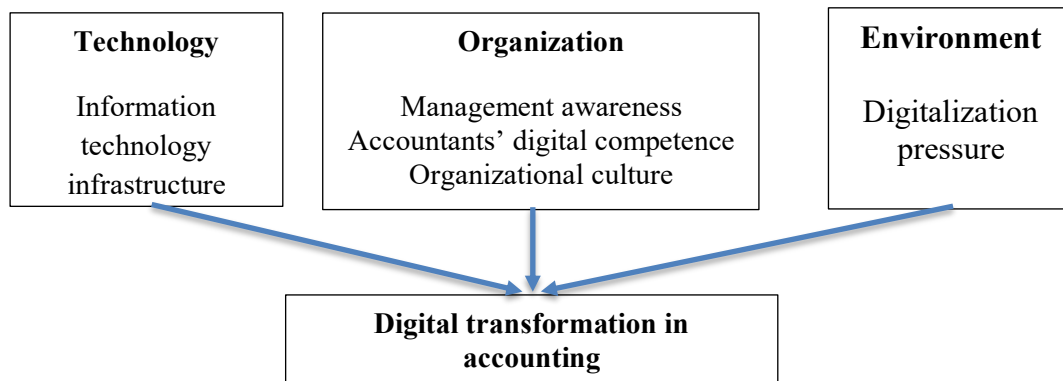 Technology
Information
technology
infrastructure
Organization
Management awareness
Accountants’ digital competence
Organizational culture
Environment
Digitalization
pressure
Digital transformation in
accounting